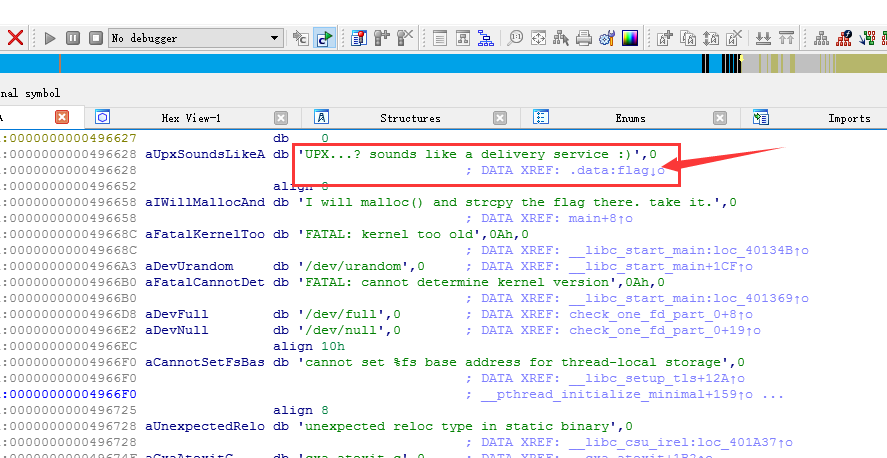 No debugger
nal symbol
A Hex View-1 Structures Enums Imports
:0000000000496627 db 0
:0000000000496628 aUpxSoundsLikeA db 'UPX...? sounds like a delivery service :)',0
:0000000000496628 ; DATA XREF: .data:flag↓o
:0000000000496652 align 8
:0000000000496658 aIWillMallocAnd db 'I will malloc() and strcpy the flag there. take it.',0
:0000000000496658 ; DATA XREF: main+8↑o
:000000000049668C aFatalKernelToo db 'FATAL: kernel too old',0Ah,0
:000000000049668C ; DATA XREF: __libc_start_main:loc_40134B↑o
:00000000004966A3 aDevUrandom db '/dev/urandom',0 ; DATA XREF: __libc_start_main+1CF↑o
:00000000004966B0 aFatalCannotDet db 'FATAL: cannot determine kernel version',0Ah,0
:00000000004966B0 ; DATA XREF: __libc_start_main:loc_401369↑o
:00000000004966D8 aDevFull db '/dev/full',0 ; DATA XREF: check_one_fd_part_0+8↑o
:00000000004966E2 aDevNull db '/dev/null',0 ; DATA XREF: check_one_fd_part_0+19↑o
:00000000004966EC align 10h
:00000000004966F0 aCannotSetFsBas db 'cannot set %fs base address for thread-local storage',0
:00000000004966F0 ; DATA XREF: __libc_setup_tls+12A↑o
:00000000004966F0 ; __pthread_initialize_minimal+159↑o ...
:0000000000496725 align 8
:0000000000496728 aUnexpectedRelo db 'unexpected reloc type in static binary',0
:0000000000496728 ; DATA XREF: __libc_csu_irel:loc_401A37↑o